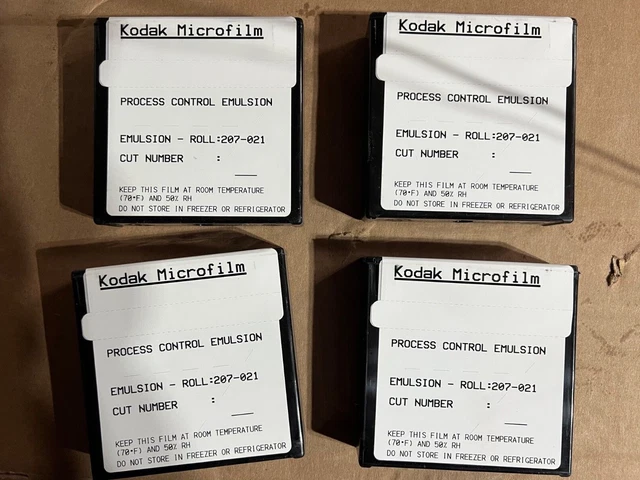 Kodak Microfilm
PROCESS CONTROL EMULSION
EMULSION - ROLL:207-021
CUT NUMBER :
KEEP THIS FILM AT ROOM TEMPERATURE
(70°F) AND 50% RH
DO NOT STORE IN FREEZER OR REFRIGERATOR
Kodak Microfilm
PROCESS CONTROL EMULSION
EMULSION - ROLL:207-021
CUT NUMBER :
KEEP THIS FILM AT ROOM TEMPERATURE
(70°F) AND 50% RH
DO NOT STORE IN FREEZER OR REFRIGERATOR
Kodak Microfilm
PROCESS CONTROL EMULSION
EMULSION - ROLL:207-021
CUT NUMBER :
KEEP THIS FILM AT ROOM TEMPERATURE
(70°F) AND 50% RH
DO NOT STORE IN FREEZER OR REFRIGERATOR
Kodak Microfilm
PROCESS CONTROL EMULSION
EMULSION - ROLL:207-021
CUT NUMBER :
KEEP THIS FILM AT ROOM TEMPERATURE
(70°F) AND 50% RH
DO NOT STORE IN FREEZER OR REFRIGERATOR